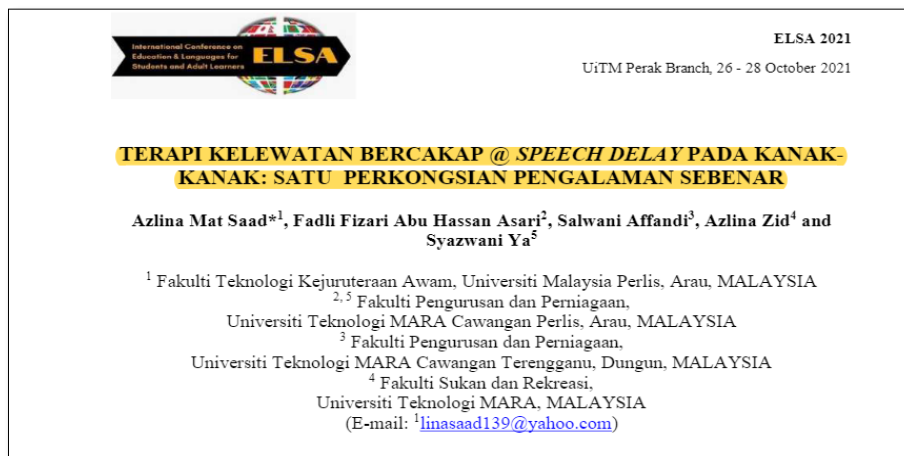 International Conference on
Education & Languages for
Students and Adult Learners
ELSA
ELSA 2021
UiTM Perak Branch, 26 - 28 October 2021
TERAPI KELEWATAN BERCAKAP @ SPEECH DELAY PADA KANAK-
KANAK: SATU PERKONGSIAN PENGALAMAN SEBENAR
Azlina Mat Saad*1, Fadli Fizari Abu Hassan Asari2, Salwani Affandi3, Azlina Zid4 and
Syazwani Ya5
1 Fakulti Teknologi Kejuruteraan Awam, Universiti Malaysia Perlis, Arau, MALAYSIA
2, 5 Fakulti Pengurusan dan Perniagaan,
Universiti Teknologi MARA Cawangan Perlis, Arau, MALAYSIA
3 Fakulti Pengurusan dan Perniagaan,
Universiti Teknologi MARA Cawangan Terengganu, Dungun, MALAYSIA
4 Fakulti Sukan dan Rekreasi,
Universiti Teknologi MARA, MALAYSIA
(E-mail: 1linasaad139@yahoo.com)